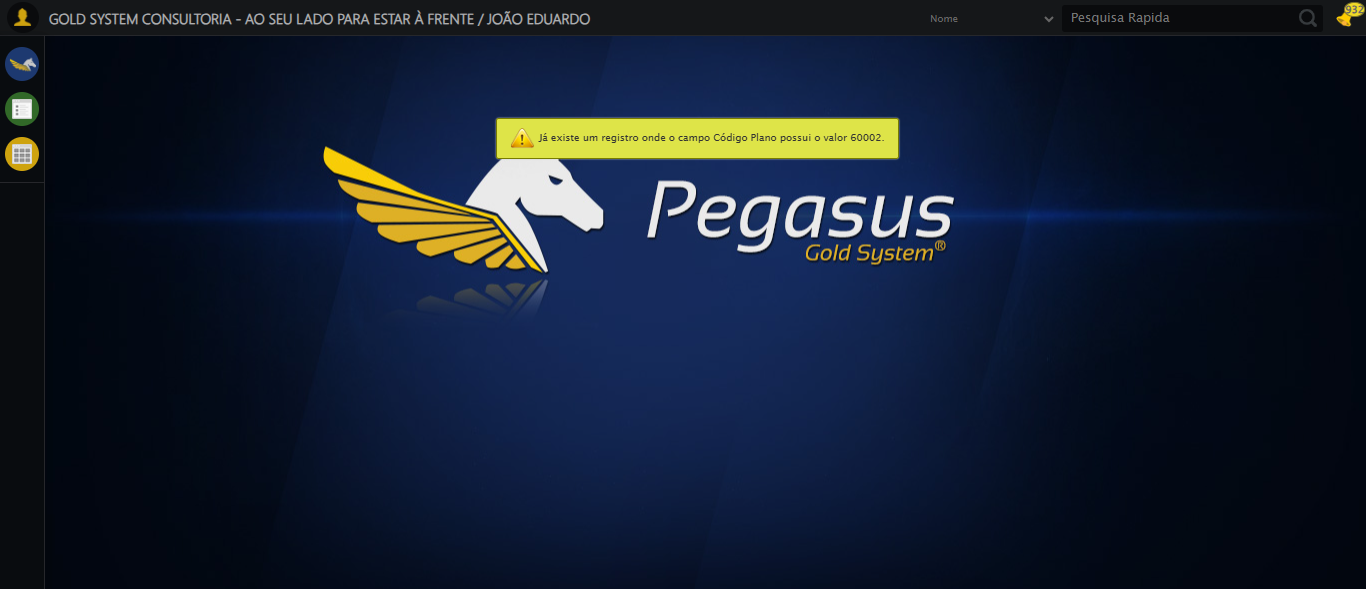 GOLD SYSTEM CONSULTORIA - AO SEU LADO PARA ESTAR À FRENTE / JOÃO EDUARDO
Nome
Pesquisa Rapida
932
Já existe um registro onde o campo Código Plano possui o valor 60002.
Pegasus
Gold System®